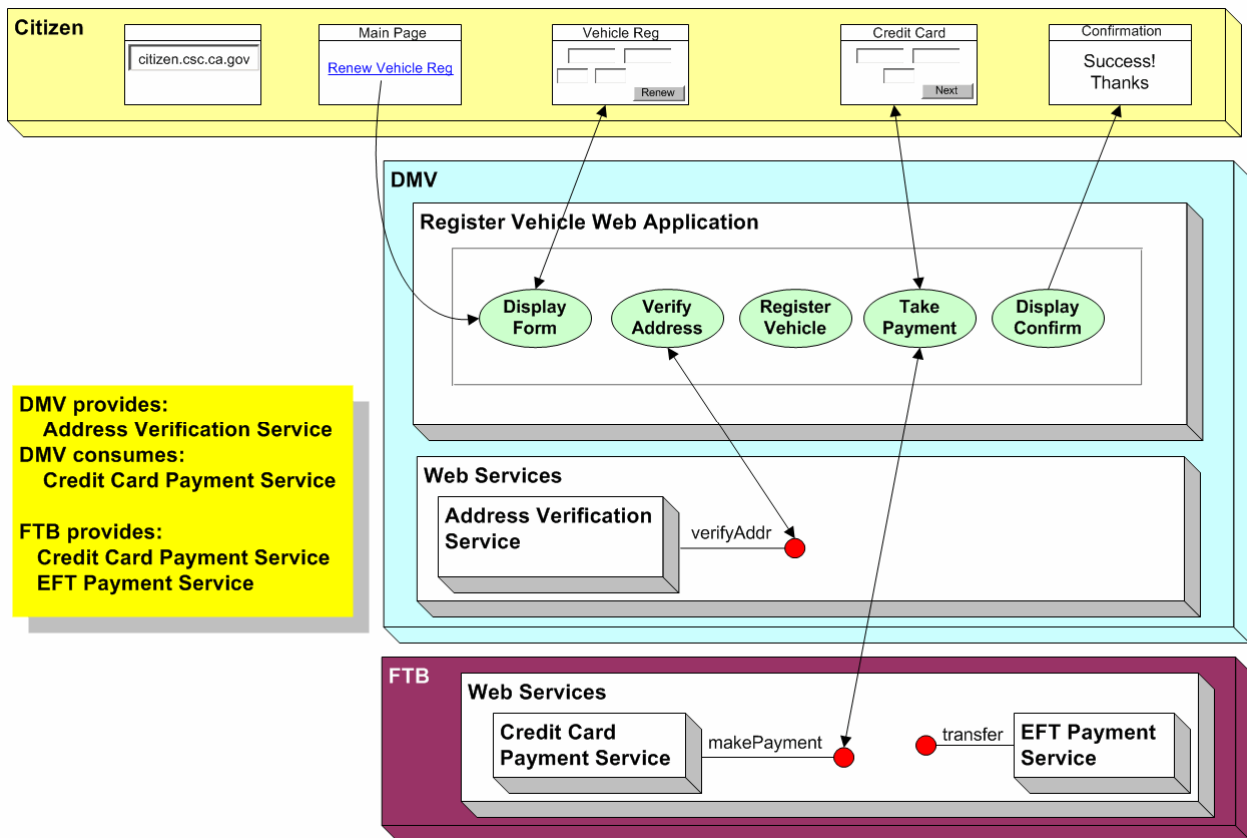 Citizen
citizen.csc.ca.gov
Main Page
Renew Vehicle Reg
Vehicle Reg
Renew
Credit Card
Next
Confirmation
Success!
Thanks
DMV
Register Vehicle Web Application
Display
Form
Verify
Address
Register
Vehicle
Take
Payment
Display
Confirm
DMV provides:
Address Verification Service
DMV consumes:
Credit Card Payment Service
FTB provides:
Credit Card Payment Service
EFT Payment Service
Web Services
Address Verification
Service
verifyAddr
FTB
Web Services
Credit Card
Payment Service
makePayment
transfer
EFT Payment
Service